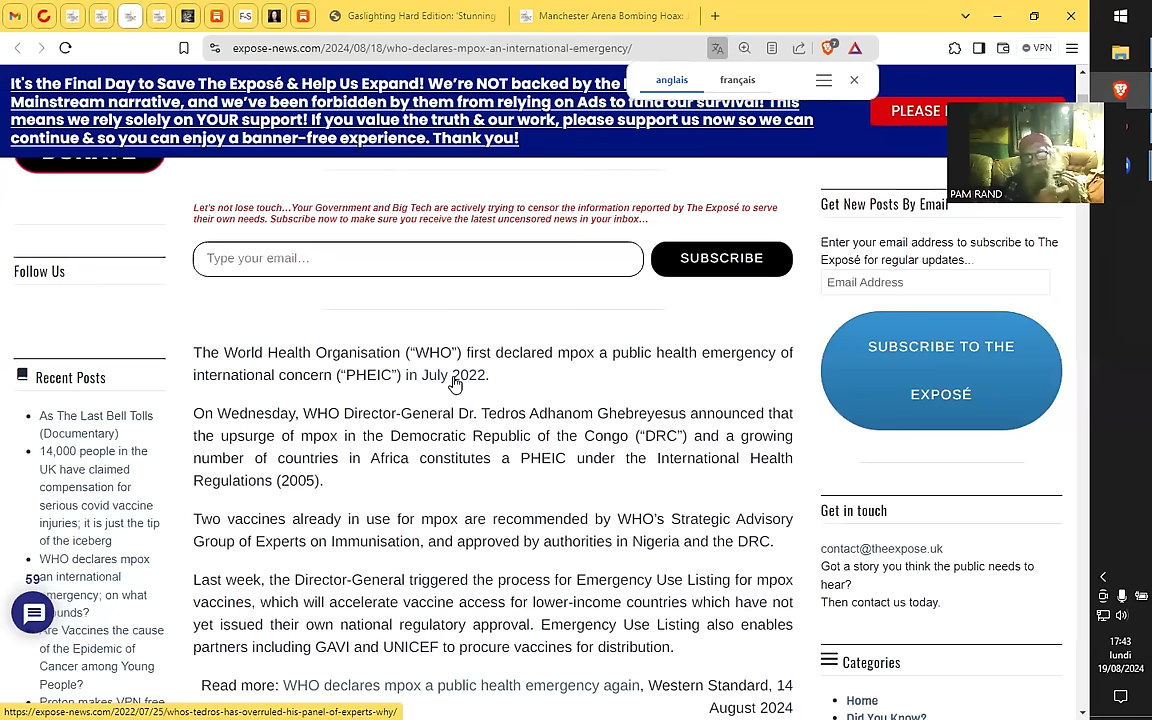 Gaslighting Hard Edition: 'Stunning
Manchester Arena Bombing Hoax:
expose-news.com/2024/08/18/who-declares-mpox-an-international-emergency/
7
VPN
anglais
français
It's the Final Day to Save The Exposé & Help Us Expand! We're NOT backed by the
Mainstream narrative, and we've been forbidden by them from relying on Ads to fund our survival! This
means we rely solely on YOUR support! If you value the truth & our work, please support us now so we can
continue & so you can enjoy a banner-free experience. Thank you!
PLEASE
PAM RAND
DONATE
Let's not lose touch…Your Government and Big Tech are actively trying to censor the information reported by The Exposé to serve
their own needs. Subscribe now to make sure you receive the latest uncensored news in your inbox…
Type your email…
SUBSCRIBE
Follow Us
Recent Posts
As The Last Bell Tolls
(Documentary)
14,000 people in the
UK have claimed
compensation for
serious covid vaccine
injuries; it is just the tip
of the iceberg
WHO declares mpox
an international
emergency; on what
Are Vaccines the cause
of the Epidemic of
Cancer among Young
People?
Proton makes VPN free
59
The World Health Organisation (“WHO”) first declared mpox a public health emergency of
international concern (“PHEIC”) in July 2022.
On Wednesday, WHO Director-General Dr. Tedros Adhanom Ghebreyesus announced that
the upsurge of mpox in the Democratic Republic of the Congo (“DRC”) and a growing
number of countries in Africa constitutes a PHEIC under the International Health
Regulations (2005).
Two vaccines already in use for mpox are recommended by WHO’s Strategic Advisory
Group of Experts on Immunisation, and approved by authorities in Nigeria and the DRC.
Last week, the Director-General triggered the process for Emergency Use Listing for mpox
vaccines, which will accelerate vaccine access for lower-income countries which have not
yet issued their own national regulatory approval. Emergency Use Listing also enables
partners including GAVI and UNICEF to procure vaccines for distribution.
Read more: WHO declares mpox a public health emergency again, Western Standard, 14
August 2024
Get New Posts By Email
Enter your email address to subscribe to The
Exposé for regular updates...
Email Address
SUBSCRIBE TO THE
EXPOSÉ
Get in touch
contact@theexpose.uk
Got a story you think the public needs to
hear?
Then contact us today.
Categories
Home
Did You Know?
https://expose-news.com/2022/07/25/whos-tedros-has-overruled-his-panel-of-experts-why/
17:43
lundi
19/08/2024